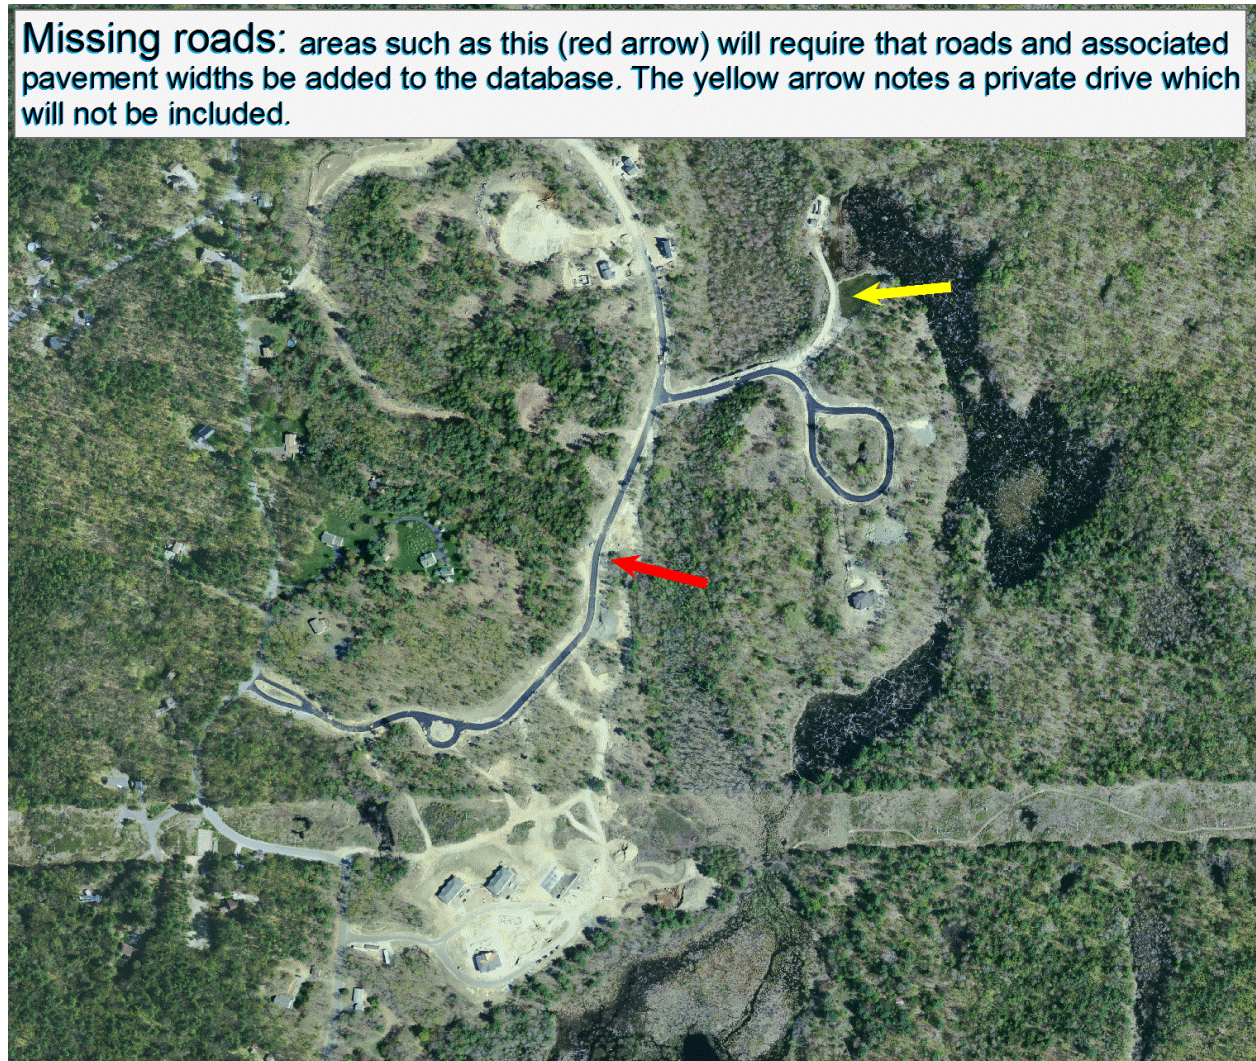 Missing roads: areas such as this (red arrow) will require that roads and associated
pavement widths be added to the database. The yellow arrow notes a private drive which
will not be included.